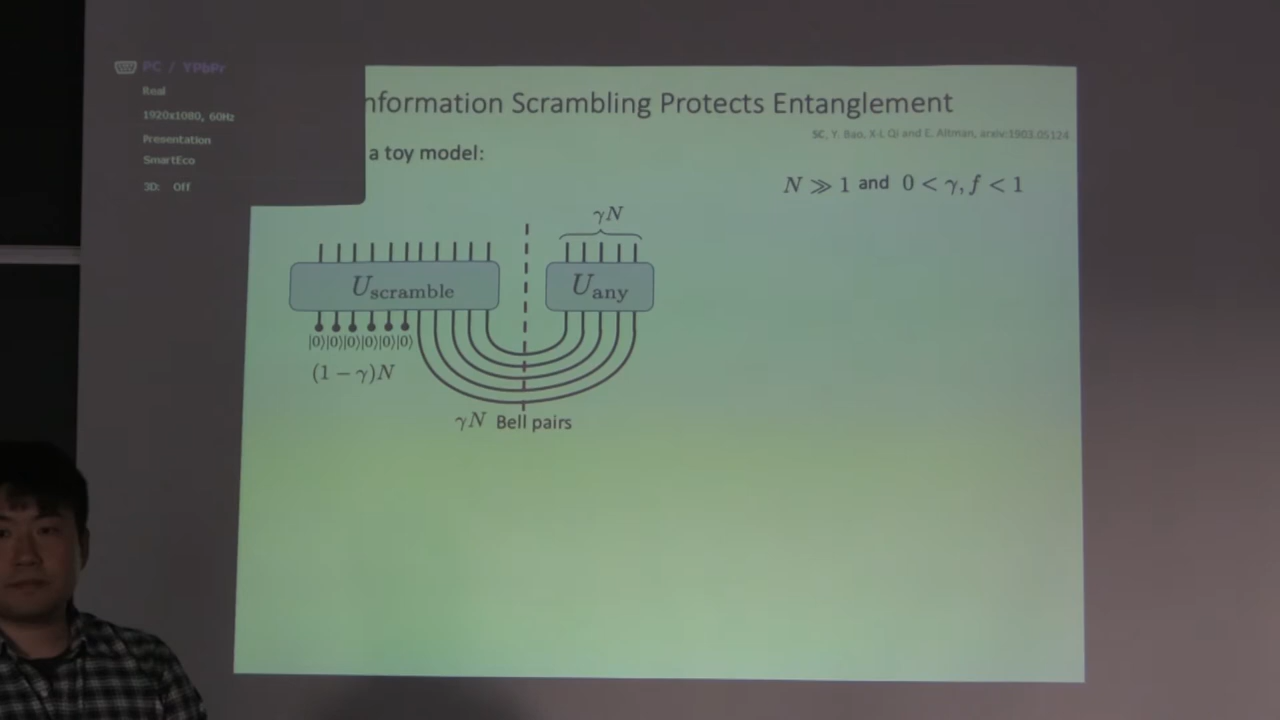 PC / YPbPr
Real
1920x1080, 60Hz
Presentation
SmartEco
3D: Off
nformation Scrambling Protects Entanglement
SC, Y. Bao, X-L Qi and E. Altman, arxiv:1903.05124
a toy model:
N ≫ 1 and 0 < γ, f < 1
γN
U_scramble
U_any
|0⟩|0⟩|0⟩|0⟩|0⟩|0⟩
(1 − γ)N
γN Bell pairs